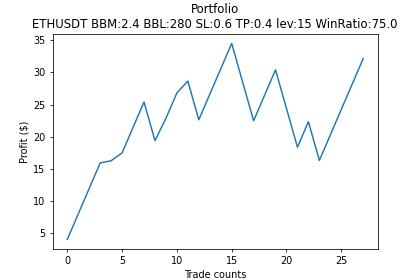 Portfolio
ETHUSDT BBM:2.4 BBL:280 SL:0.6 TP:0.4 lev:15 WinRatio:75.0
35
30
25
20
15
10
5
Profit ($)
0 5 10 15 20 25
Trade counts